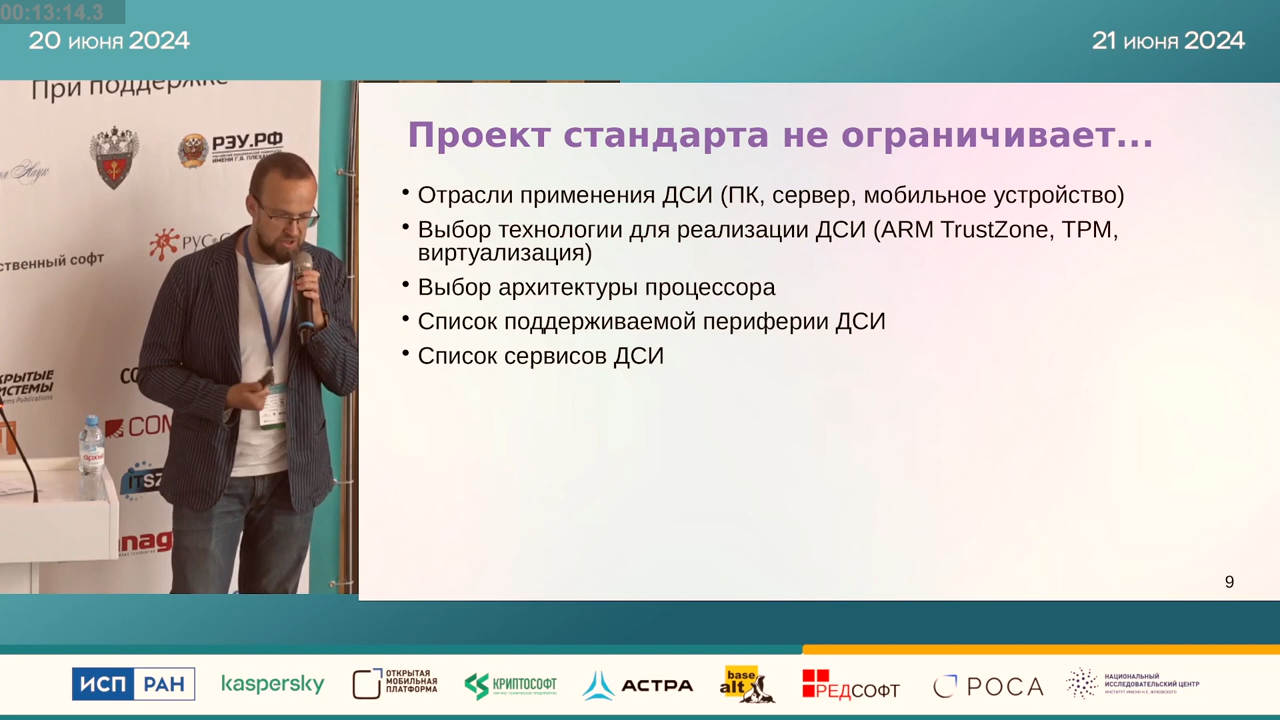 00:13:14.3
20 июня 2024
21 июня 2024
При поддержке
РЭУ.РФ
ственный софт
КРЫТЫЕ
ИСТЕМЫ
Проект стандарта не ограничивает...
• Отрасли применения ДСИ (ПК, сервер, мобильное устройство)
• Выбор технологии для реализации ДСИ (ARM TrustZone, TPM,
виртуализация)
• Выбор архитектуры процессора
• Список поддерживаемой периферии ДСИ
• Список сервисов ДСИ
9
ИСП РАН
kaspersky
ОТКРЫТАЯ
МОБИЛЬНАЯ
ПЛАТФОРМА
КРИПТОСОФТ
АСТРА
base
alt
РЕДСОФТ
РОСА
НАЦИОНАЛЬНЫЙ
ИССЛЕДОВАТЕЛЬСКИЙ ЦЕНТР